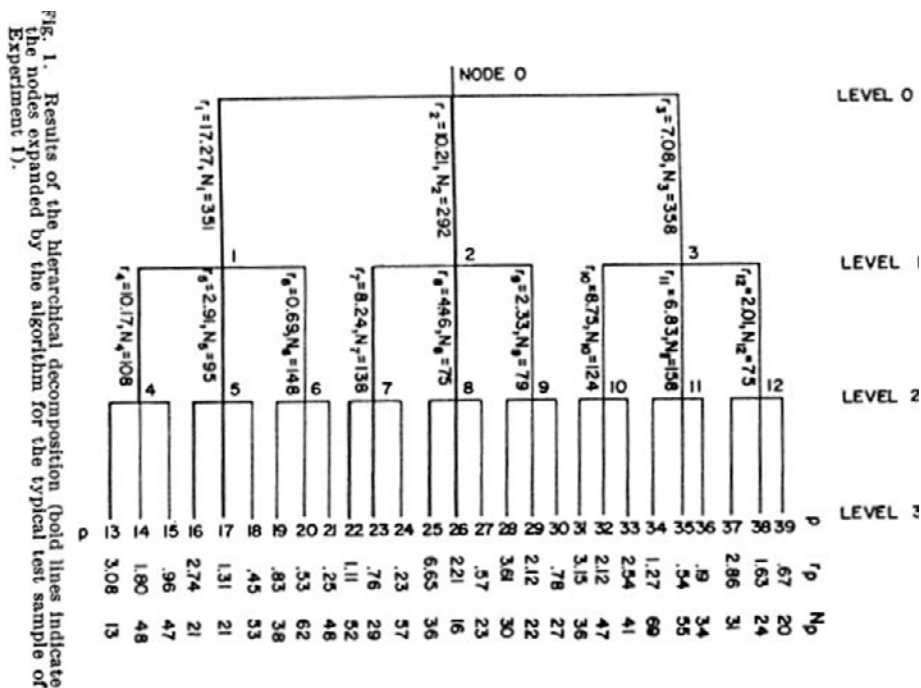 NODE 0
LEVEL 0
r₁=17.27, N₁=351
r₂=10.21, N₂=292
r₃=7.08, N₃=358
1 2 3 LEVEL 1
r₄=10.17, N₄=108
r₅=2.91, N₅=95
r₆=0.69, N₆=148
r₇=8.24, N₇=138
r₈=4.46, N₈=75
r₉=2.33, N₉=79
r₁₀=8.75, N₁₀=124
r₁₁=6.83, N₁₁=158
r₁₂=2.01, N₁₂=75
4 5 6 7 8 9 10 11 12 LEVEL 2
LEVEL 3
p 13 14 15 16 17 18 19 20 21 22 23 24 25 26 27 28 29 30 31 32 33 34 35 36 37 38 39 p
3.08 1.80 .96 2.74 1.31 .45 .83 .53 .25 1.11 .76 .23 6.65 2.21 .57 3.61 2.12 .78 3.15 2.12 2.54 1.27 .54 .19 2.86 1.63 .67 rp
13 48 47 21 21 53 38 62 48 52 29 57 36 16 23 30 22 27 36 47 41 69 55 34 31 24 20 Np
Fig. 1. Results of the hierarchical decomposition (bold lines indicate
the nodes expanded by the algorithm for the typical test sample of
Experiment 1).